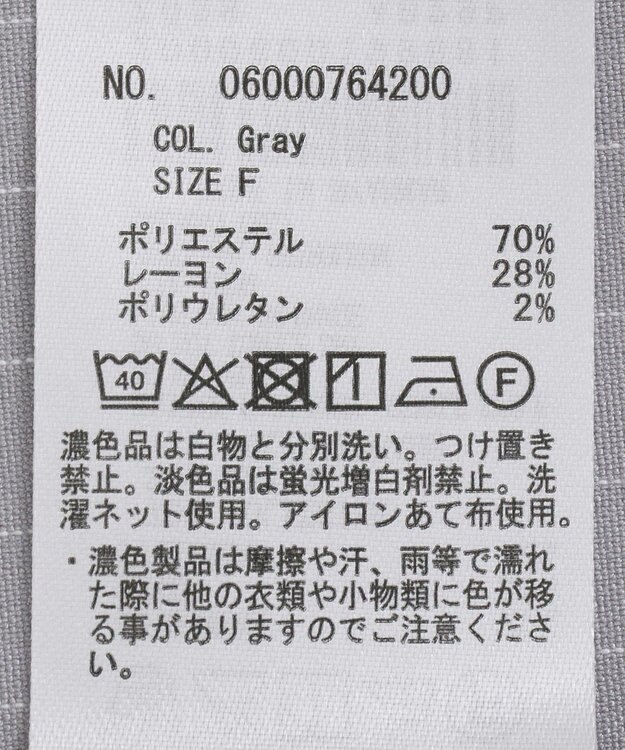 NO. 06000764200
COL. Gray
SIZE F
ポリエステル 70%
レーヨン 28%
ポリウレタン 2%
40 F
濃色品は白物と分別洗い。つけ置き
禁止。淡色品は蛍光増白剤禁止。洗
濯ネット使用。アイロンあて布使用。
・濃色製品は摩擦や汗、雨等で濡れ
た際に他の衣類や小物類に色が移
る事がありますのでご注意くださ
い。